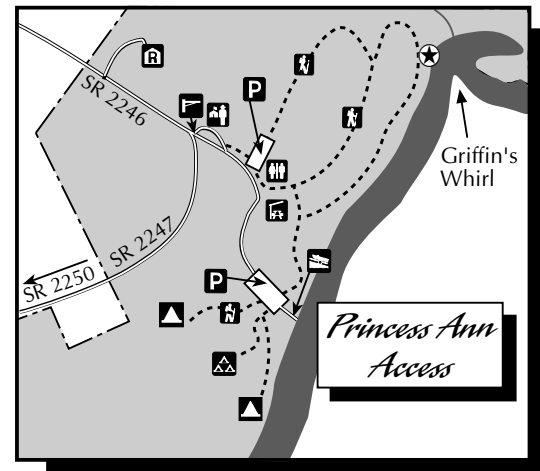 R
SR 2246
P
Griffin's
Whirl
SR 2247
SR 2250
P
Princess Ann
Access